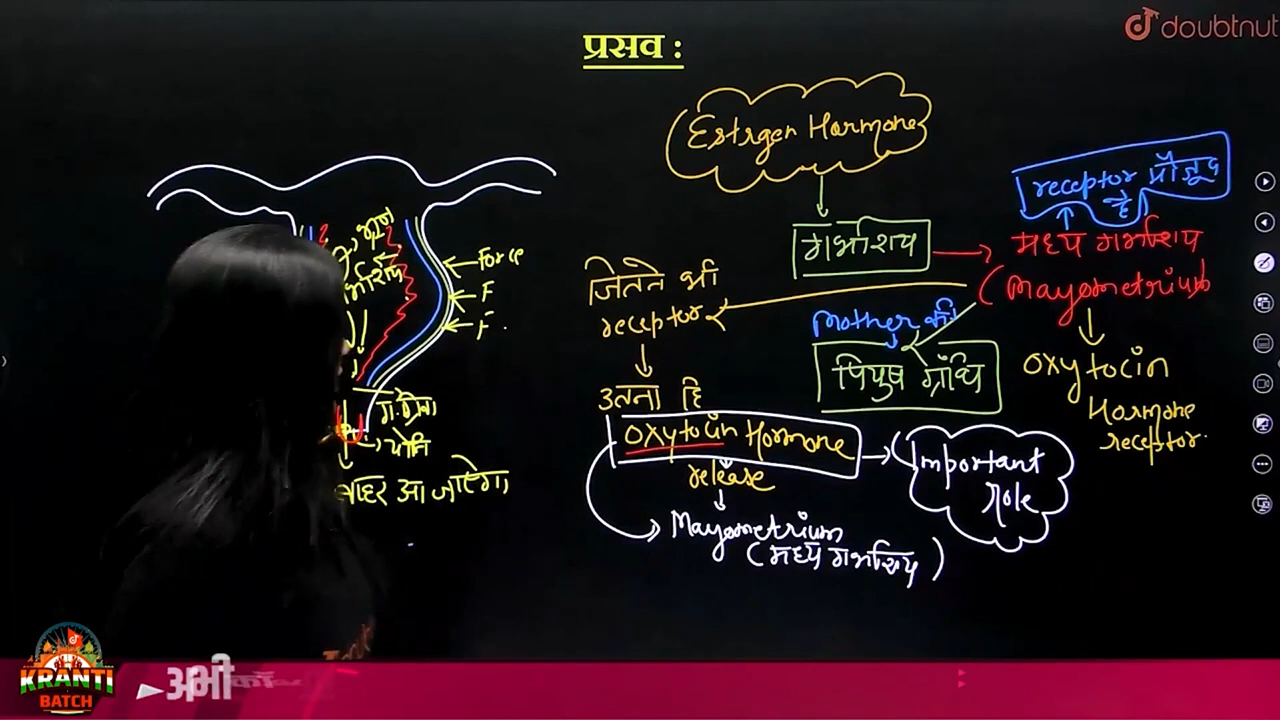 doubtnut
प्रसव :
Estrgen Hormone
receptor मौजूद
है
गर्भाशय
मध्य गर्भाशय
(Mayometrium
जितने भी
receptor
Mother की
पियुष ग्रंथि
oxytocin
Hormone
receptor.
उतना हि
oxytocin Hormone
release
Mayometrium
(मध्य गर्भाशय)
Important
role
भ्रूण
Force
F
F.
योनि
बाहर आ जाऐगा
KRANTI
BATCH
अभी